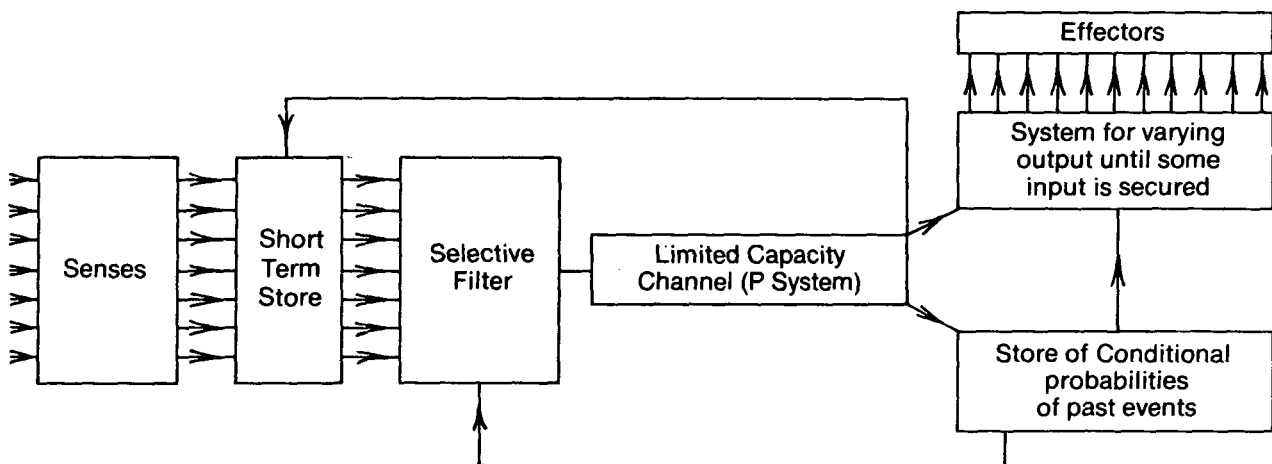 Effectors
System for varying
output until some
input is secured
Senses
Short
Term
Store
Selective
Filter
Limited Capacity
Channel (P System)
Store of Conditional
probabilities
of past events